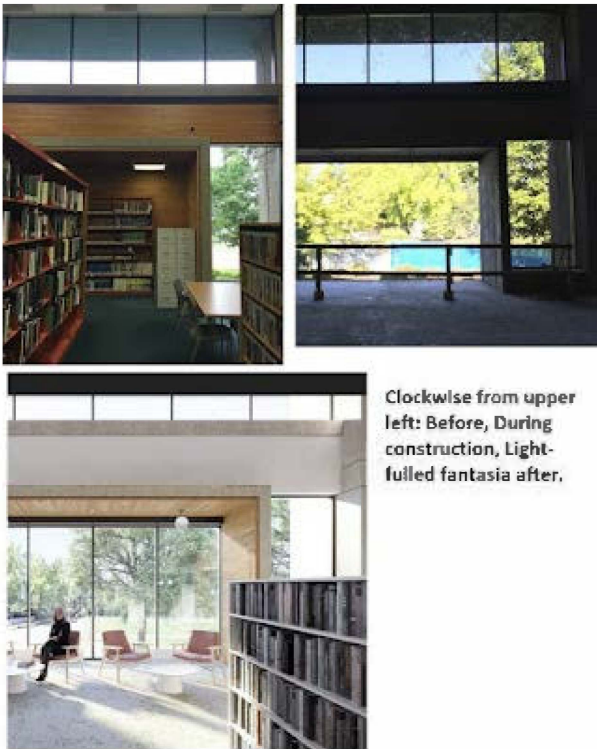 Clockwise from upper
left: Before, During
construction, Light-
fulled fantasia after.